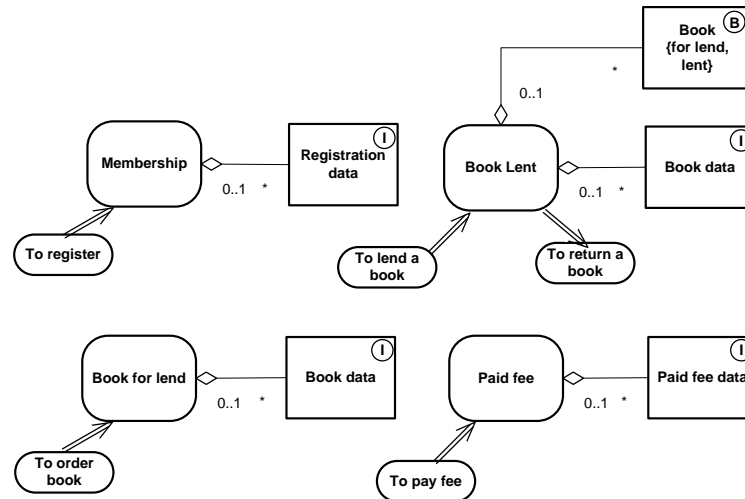 B
Book
{for lend,
lent}
*
0..1
I
Membership
Registration
data
0..1 *
To register
I
Book Lent
Book data
0..1 *
To lend a
book
To return a
book
I
Book for lend
Book data
0..1 *
To order
book
I
Paid fee
Paid fee data
0..1 *
To pay fee